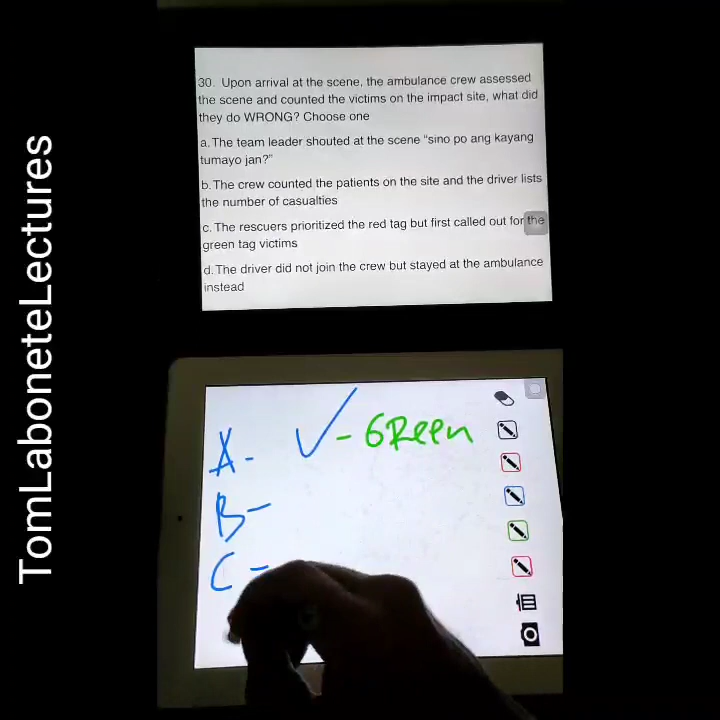 TomLaboneteLectures
30. Upon arrival at the scene, the ambulance crew assessed
the scene and counted the victims on the impact site, what did
they do WRONG? Choose one
a. The team leader shouted at the scene “sino po ang kayang
tumayo jan?”
b. The crew counted the patients on the site and the driver lists
the number of casualties
c. The rescuers prioritized the red tag but first called out for the
green tag victims
d. The driver did not join the crew but stayed at the ambulance
instead
A- ✓- GReen
B-
C-